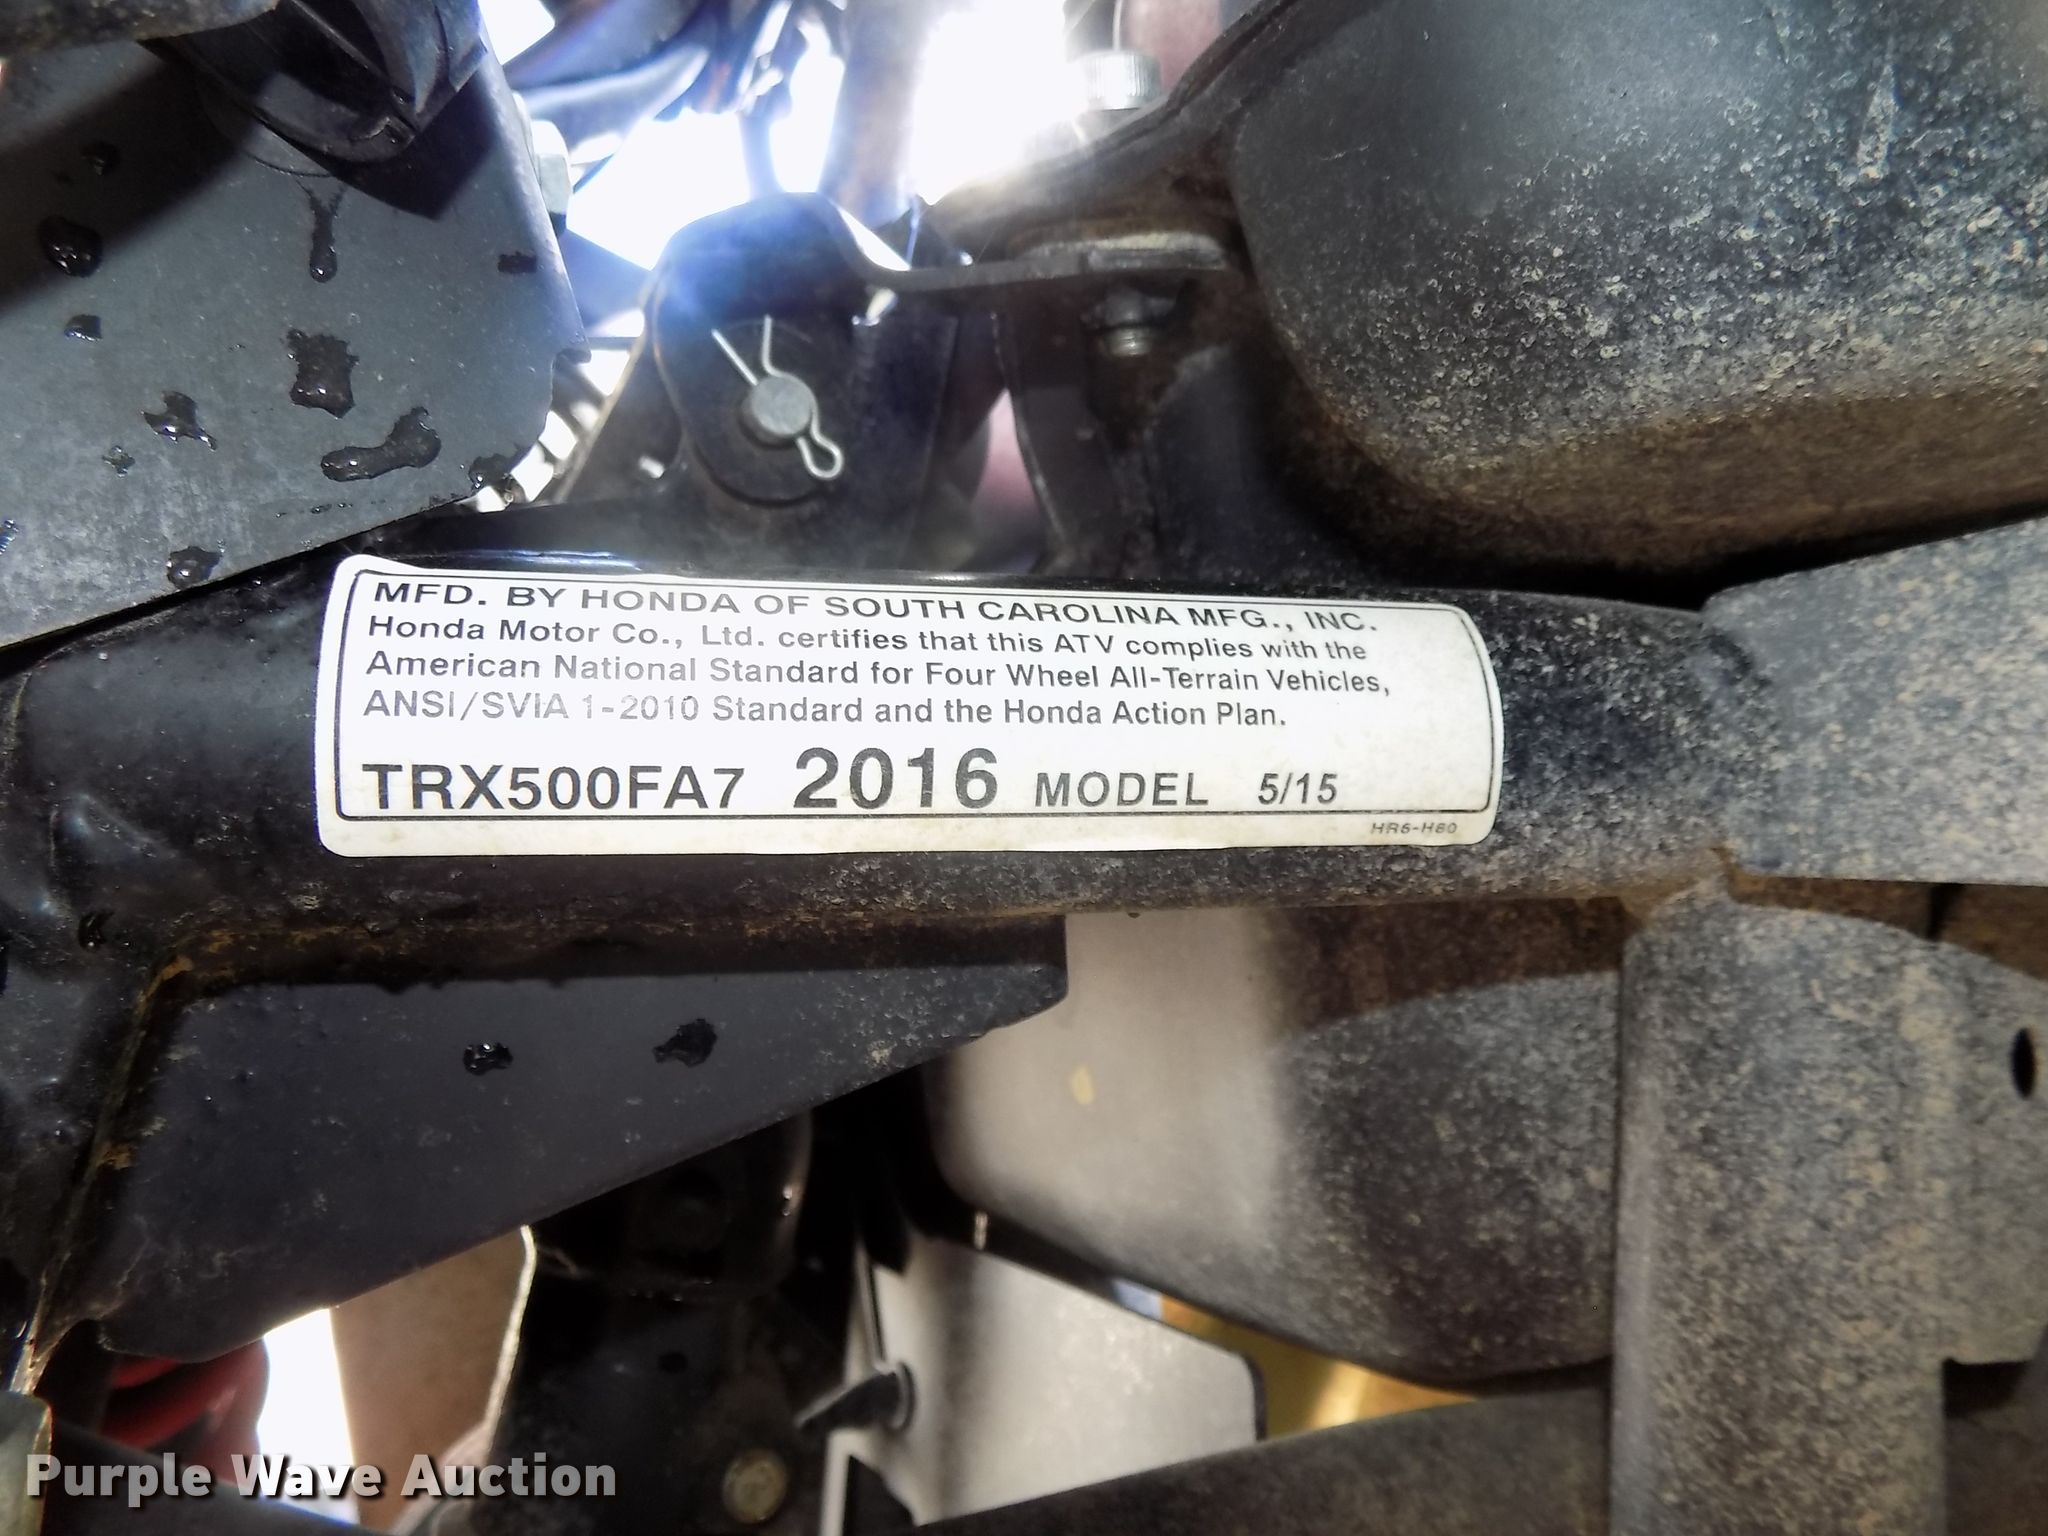 MFD. BY HONDA OF SOUTH CAROLINA MFG., INC.
Honda Motor Co., Ltd. certifies that this ATV complies with the
American National Standard for Four Wheel All-Terrain Vehicles,
ANSI/SVIA 1-2010 Standard and the Honda Action Plan.
TRX500FA7 2016 MODEL 5/15
HR6-H60
Purple Wave Auction